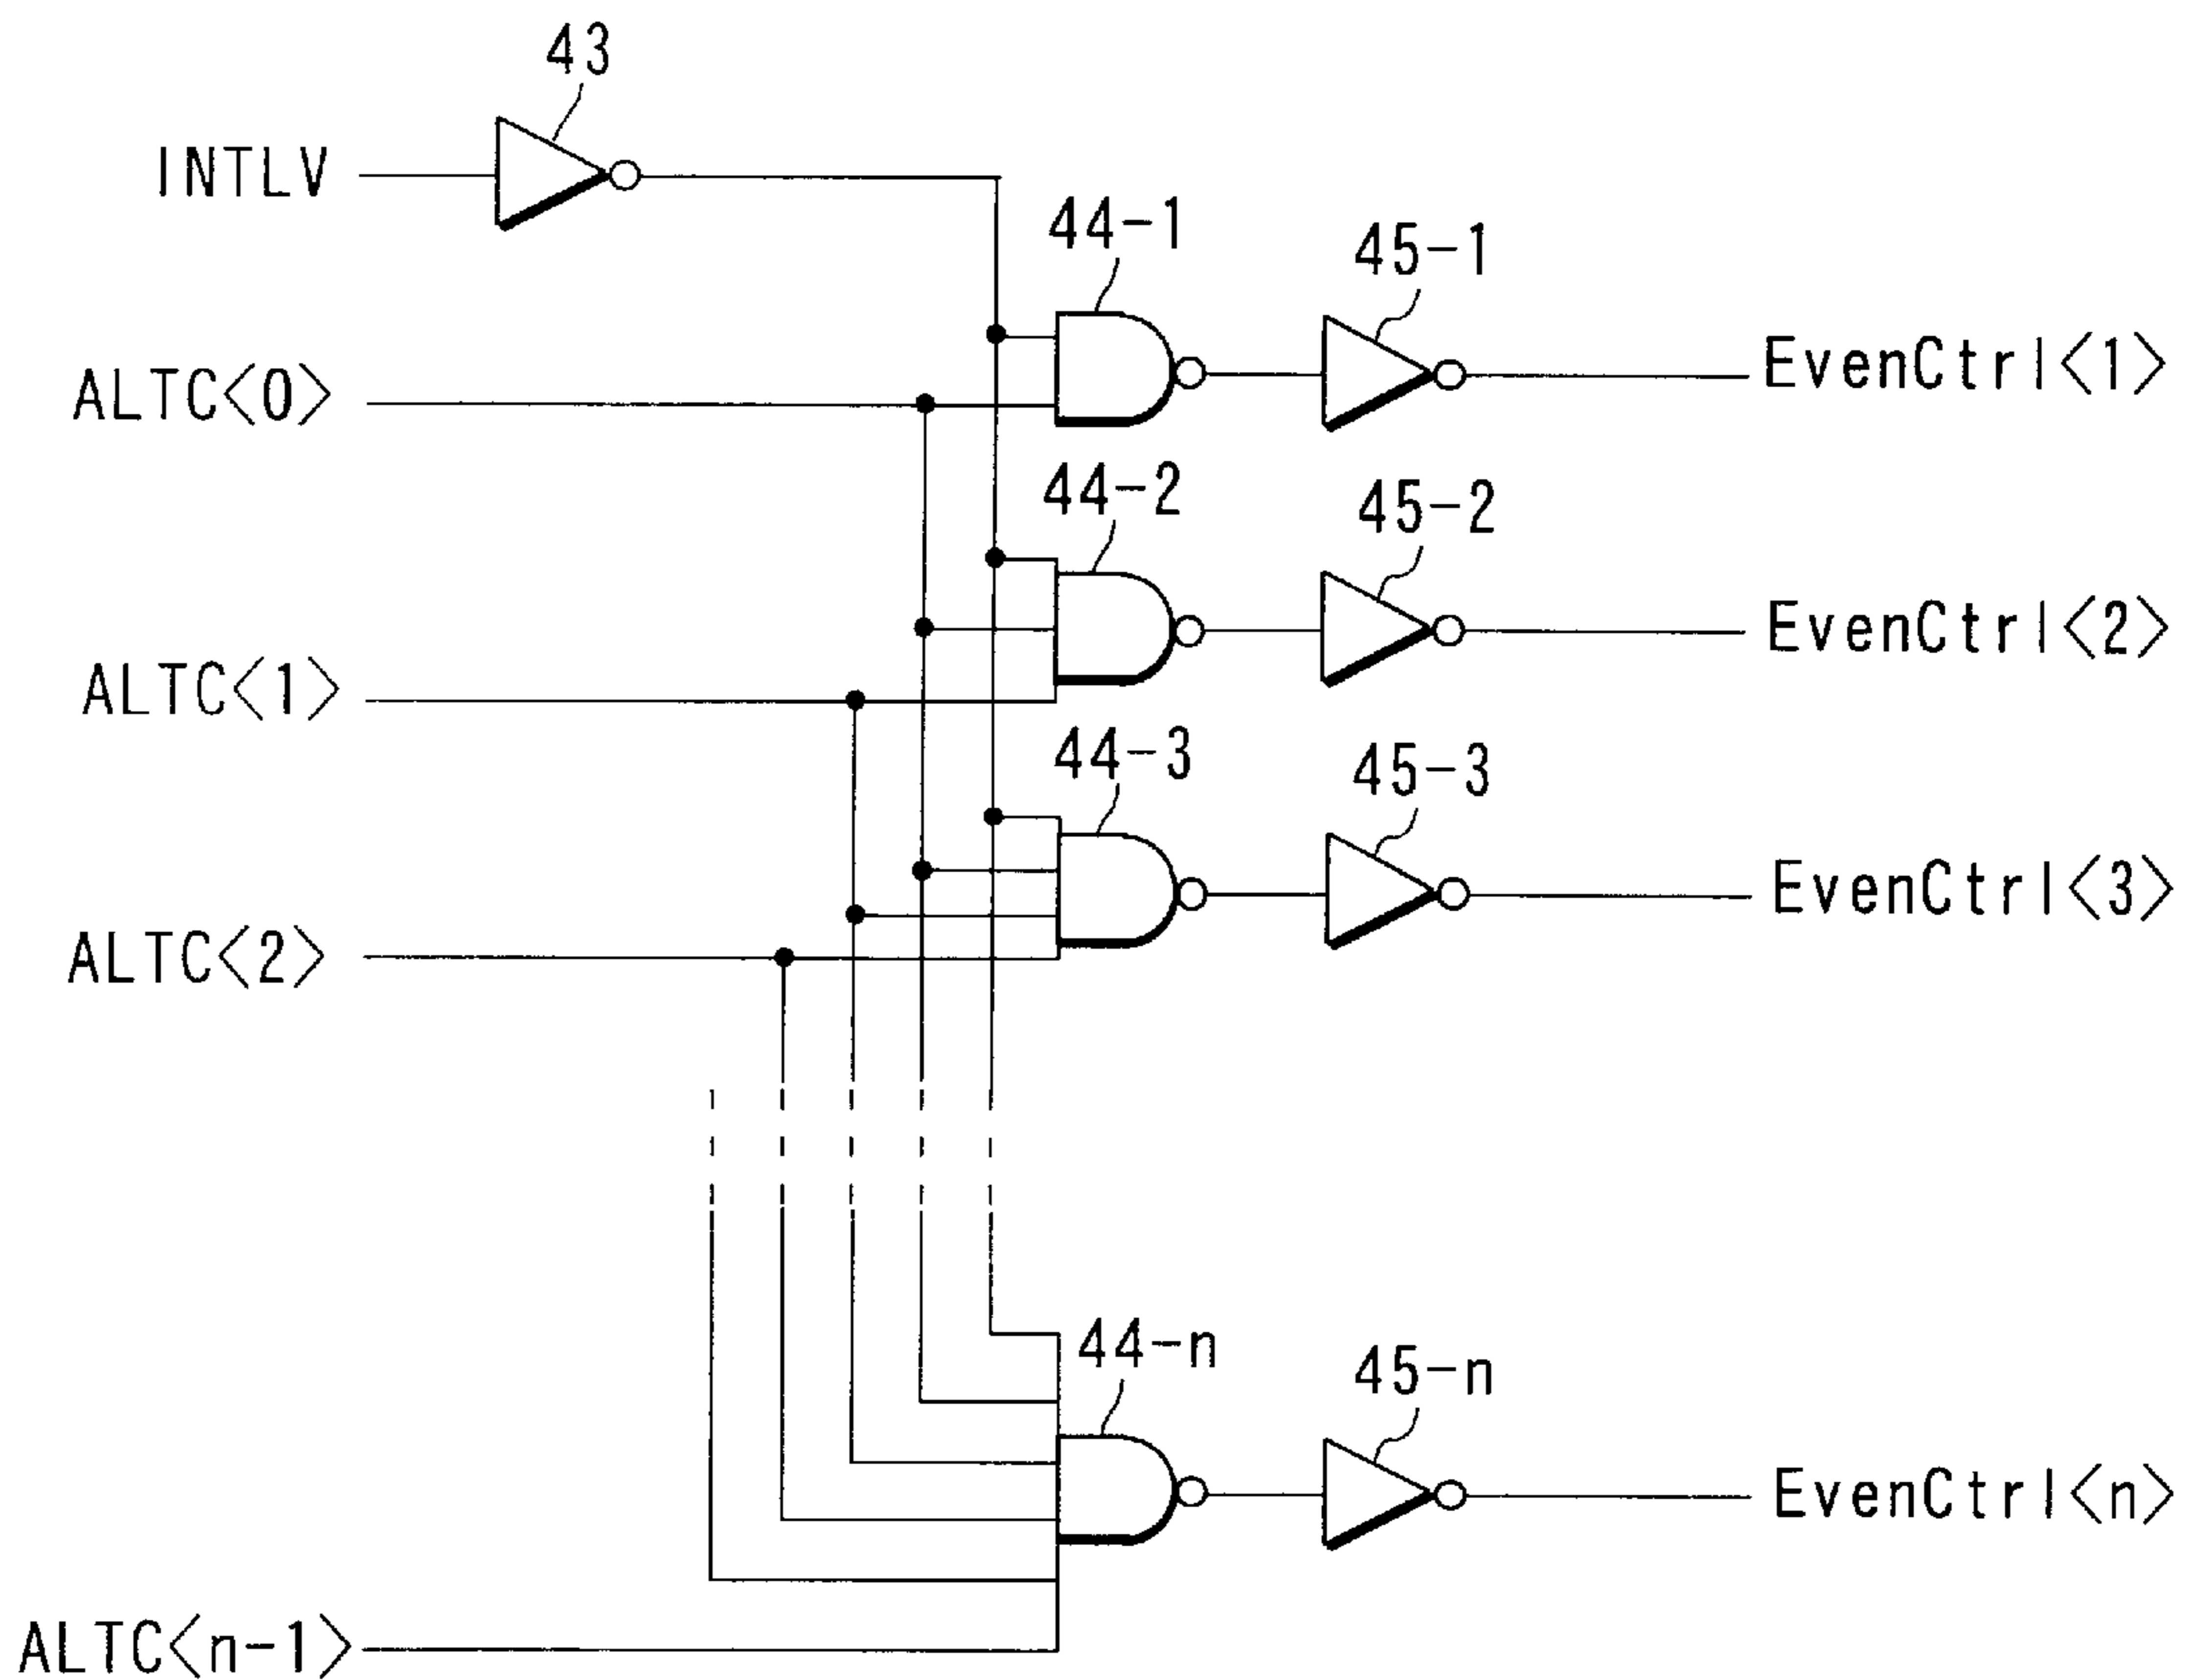 43
INTLV
44-1
45-1
ALTC<0>
EvenCtrl<1>
44-2
45-2
ALTC<1>
EvenCtrl<2>
44-3
45-3
ALTC<2>
EvenCtrl<3>
44-n
45-n
EvenCtrl<n>
ALTC<n-1>